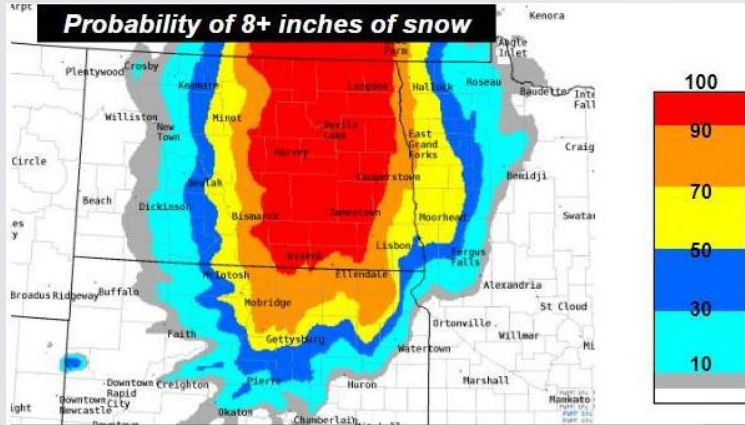 Probability of 8+ inches of snow
Kenora
Farm
Angle
Inlet
Crosby
Plentywood
Kenmare
Langdon
Hallock
Roseau
Baudette
Williston
New
Town
Minot
Devils
Lake
East
Grand
Forks
Circle
Harvey
Craig
Beulah
Cooperstown
Bemidji
Beach
Dickinson
Bismarck
Jamestown
Moorhead
Lisbon
Wishek
Fergus
Falls
McIntosh
Ellendale
Alexandria
Broadus
Ridgeway
Buffalo
Mobridge
St Cloud
Faith
Ortonville
Willmar
Gettysburg
Watertown
Downtown
Rapid
City
Creighton
Pierre
Huron
Marshall
Downtown
Newcastle
Okaton
Chamberlain
Mankato
100
90
70
50
30
10